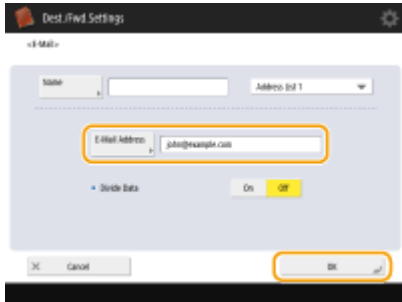 Dest./Fwd. Settings
<E-Mail>
Name
Address List 1
E-Mail Address
john@example.com
Divide Data
On
Off
Cancel
OK